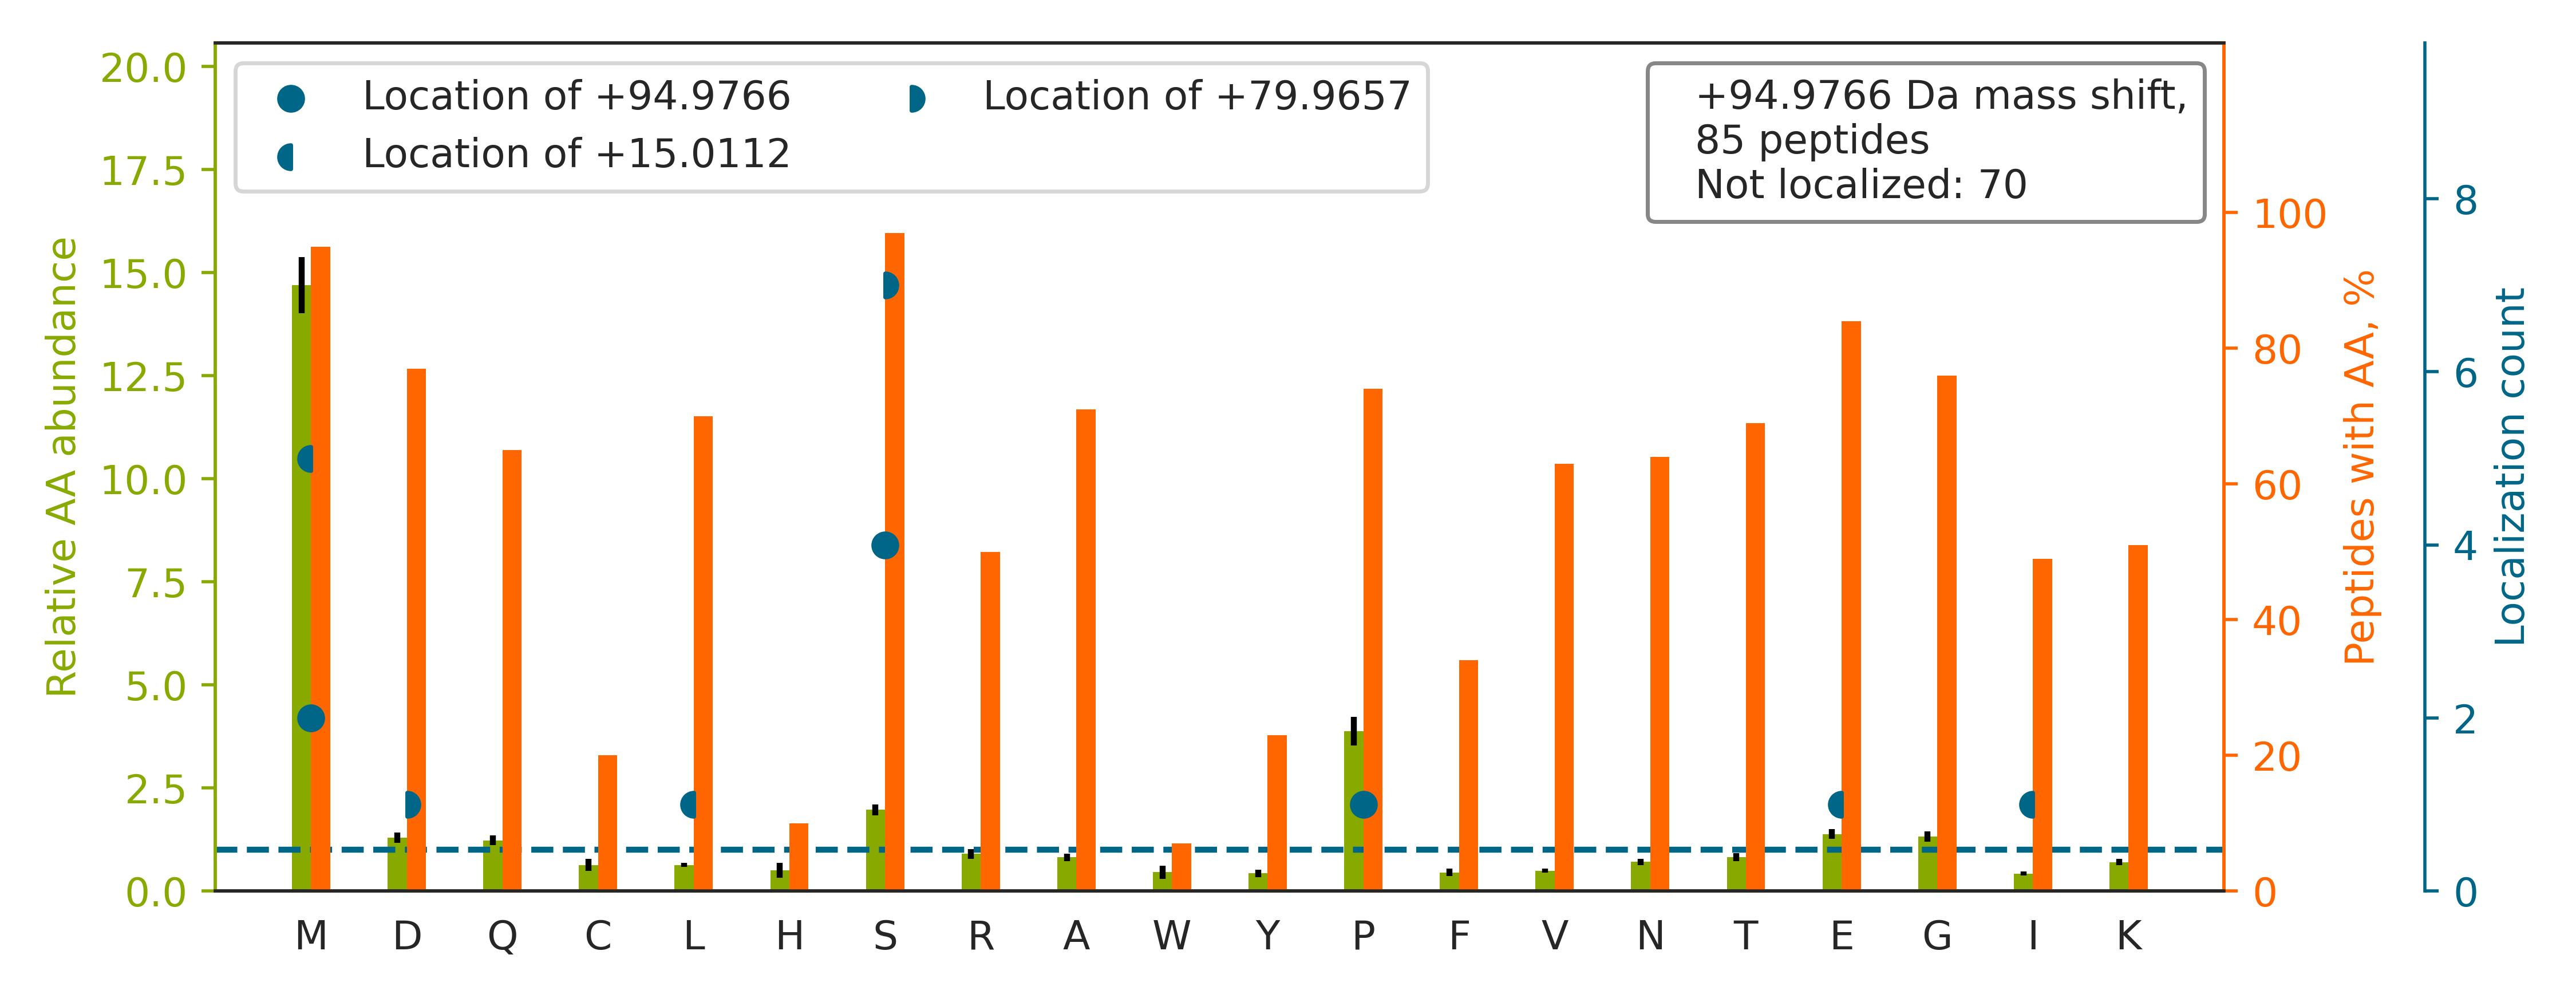 Location of +94.9766
Location of +15.0112
Location of +79.9657
+94.9766 Da mass shift,
85 peptides
Not localized: 70
Relative AA abundance
20.0
17.5
15.0
12.5
10.0
7.5
5.0
2.5
0.0
M D Q C L H S R A W Y P F V N T E G I K
100
80
60
40
20
0
Peptides with AA, %
8
6
4
2
0
Localization count